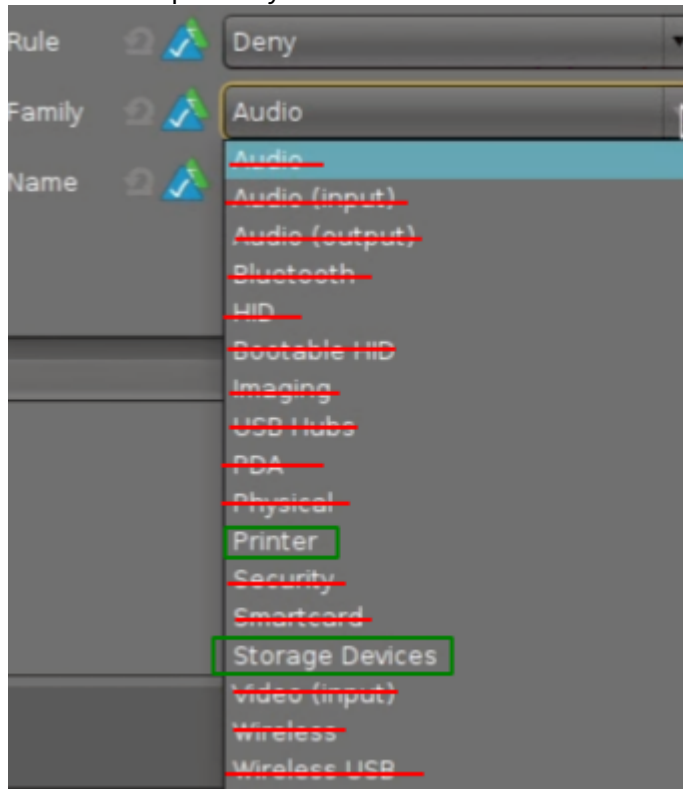 Rule Deny
Family Audio
Name
Audio
Audio (input)
Audio (output)
Bluetooth
HID
Bootable HID
Imaging
USB Hubs
PDA
Physical
Printer
Security
Smartcard
Storage Devices
Video (input)
Wireless
Wireless USB